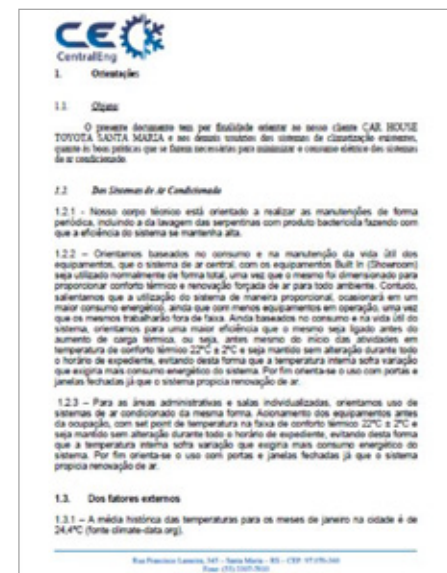 CE
CentralEng
1. Orientações
1.1. Objeto
O presente documento tem por finalidade orientar ao nosso cliente CAR HOUSE
TOYOTA SANTA MARIA e aos demais usuários dos sistemas de climatização existentes,
quanto às boas práticas que se fazem necessárias para minimizar o consumo elétrico dos sistemas
de ar condicionado.
1.2. Dos Sistemas de Ar Condicionado
1.2.1 - Nosso corpo técnico está orientado a realizar as manutenções de forma
periódica, incluindo a da lavagem das serpentinas com produto bactericida fazendo com
que a eficiência do sistema se mantenha alta.
1.2.2 – Orientamos baseados no consumo e na manutenção da vida útil dos
equipamentos, que o sistema de ar central, com os equipamentos Built In (Showroom)
seja utilizado normalmente de forma total, uma vez que o mesmo foi dimensionado para
proporcionar conforto térmico e renovação forçada de ar para todo ambiente. Contudo,
salientamos que a utilização do sistema de maneira proporcional, ocasionará em um
maior consumo energético, ainda que com menos equipamentos em operação, uma vez
que os mesmos trabalharão fora de faixa. Ainda baseados no consumo e na vida útil do
sistema, orientamos para uma maior eficiência que o mesmo seja ligado antes do
aumento de carga térmica, ou seja, antes mesmo do início das atividades em
temperatura de conforto térmico 22ºC ± 2ºC e seja mantido sem alteração durante todo
o horário de expediente, evitando desta forma que a temperatura interna sofra variação
que exigiria mais consumo energético do sistema. Por fim orienta-se o uso com portas e
janelas fechadas já que o sistema propicia renovação de ar.
1.2.3 – Para as áreas administrativas e salas individualizadas, orientamos uso de
sistemas de ar condicionado da mesma forma. Acionamento dos equipamentos antes
da ocupação, com set point de temperatura na faixa de conforto térmico 22ºC ± 2ºC e
seja mantido sem alteração durante todo o horário de expediente, evitando desta forma
que a temperatura interna sofra variação que exigiria mais consumo energético do
sistema. Por fim orienta-se o uso com portas e janelas fechadas já que o sistema
propicia renovação de ar.
1.3. Dos fatores externos
1.3.1 – A média histórica das temperaturas para os meses de janeiro na cidade é de
24,4ºC (fonte climate-data.org).
Rua Francisco 345 – Santa Maria – RS – CEP: